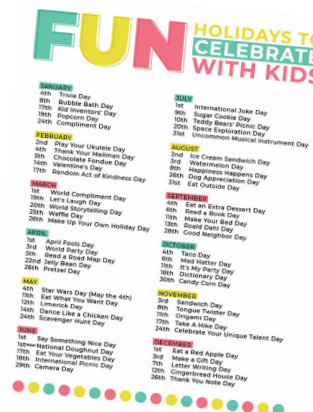 FUN
HOLIDAYS TO
CELEBRATE
WITH KIDS
JANUARY
4th Trivia Day
8th Bubble Bath Day
17th Kid Inventors' Day
19th Popcorn Day
24th Compliment Day
FEBRUARY
2nd Play Your Ukulele Day
4th Thank Your Mailman Day
5th Chocolate Fondue Day
14th Valentine's Day
17th Random Act of Kindness Day
MARCH
1st World Compliment Day
19th Let's Laugh Day
20th World Storytelling Day
25th Waffle Day
26th Make Up Your Own Holiday Day
APRIL
1st April Fools Day
3rd World Party Day
5th Read a Road Map Day
22nd Jelly Bean Day
26th Pretzel Day
MAY
4th Star Wars Day (May the 4th)
11th Eat What You Want Day
12th Limerick Day
14th Dance Like a Chicken Day
24th Scavenger Hunt Day
JUNE
1st Say Something Nice Day
1st National Doughnut Day
17th Eat Your Vegetables Day
18th International Picnic Day
29th Camera Day
JULY
1st International Joke Day
9th Sugar Cookie Day
10th Teddy Bears' Picnic Day
20th Space Exploration Day
31st Uncommon Musical Instrument Day
AUGUST
2nd Ice Cream Sandwich Day
3rd Watermelon Day
8th Happiness Happens Day
26th Dog Appreciation Day
31st Eat Outside Day
SEPTEMBER
4th Eat an Extra Dessert Day
6th Read a Book Day
11th Make Your Bed Day
13th Roald Dahl Day
28th Good Neighbor Day
OCTOBER
4th Taco Day
6th Mad Hatter Day
11th It's My Party Day
16th Dictionary Day
30th Candy Corn Day
NOVEMBER
3rd Sandwich Day
8th Tongue Twister Day
11th Origami Day
17th Take A Hike Day
24th Celebrate Your Unique Talent Day
DECEMBER
1st Eat a Red Apple Day
3rd Make a Gift Day
7th Letter Writing Day
12th Gingerbread House Day
26th Thank You Note Day